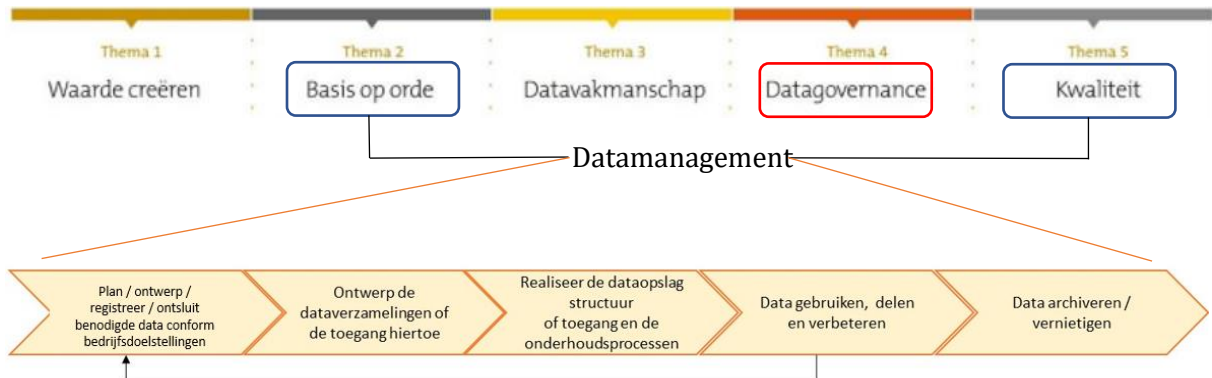 Thema 1
Waarde creëren
Thema 2
Basis op orde
Thema 3
Datavakmanschap
Thema 4
Datagovernance
Thema 5
Kwaliteit
Datamanagement
Plan / ontwerp /
registreer / ontsluit
benodigde data conform
bedrijfsdoelstellingen
Ontwerp de
dataverzamelingen of
de toegang hiertoe
Realiseer de dataopslag
structuur
of toegang en de
onderhoudsprocessen
Data gebruiken, delen
en verbeteren
Data archiveren /
vernietigen